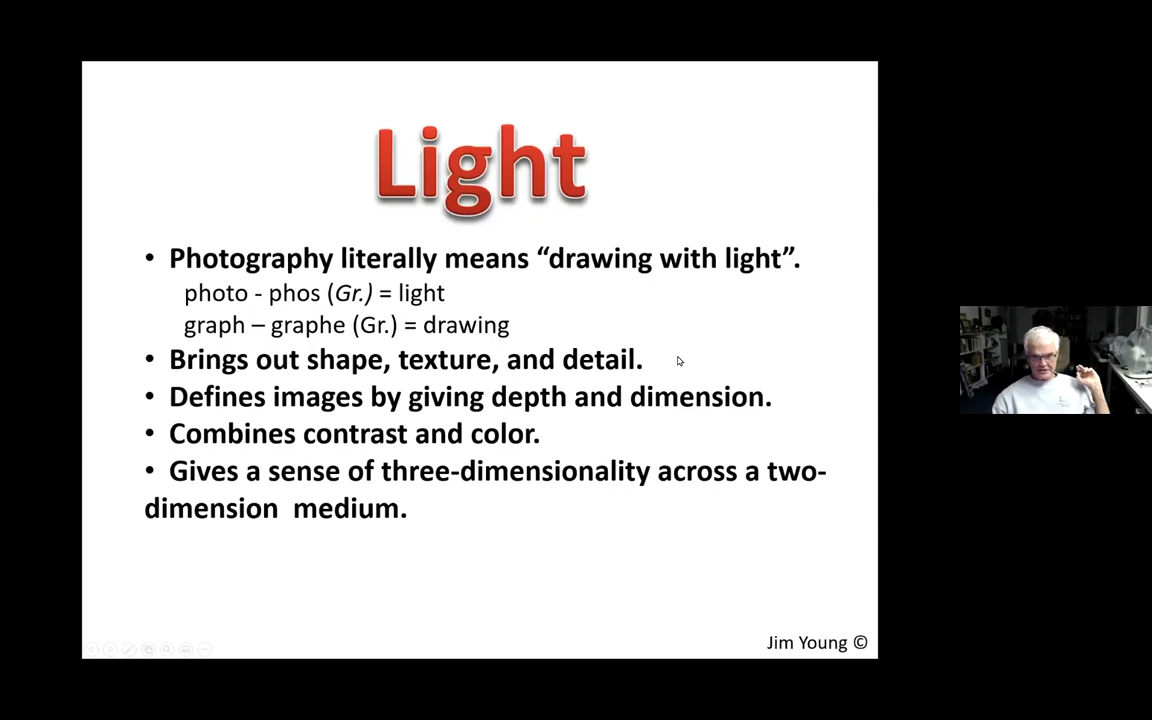 Light
• Photography literally means “drawing with light”.
photo - phos (Gr.) = light
graph – graphe (Gr.) = drawing
• Brings out shape, texture, and detail.
• Defines images by giving depth and dimension.
• Combines contrast and color.
• Gives a sense of three-dimensionality across a two-
dimension  medium.
Jim Young ©